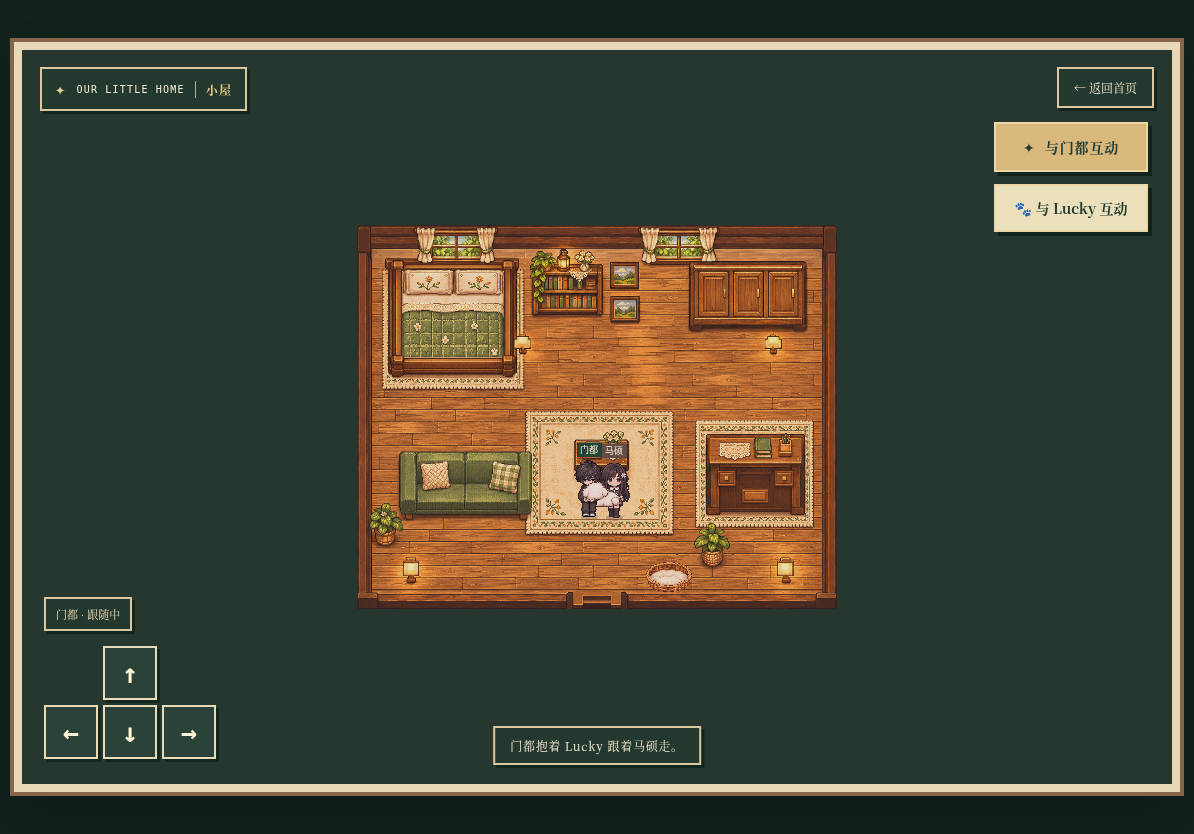 ✦ OUR LITTLE HOME | 小屋
← 返回首页
✦ 与门都互动
🐾 与 Lucky 互动
门都 马硕
门都 · 跟随中
↑
← ↓ →
门都抱着 Lucky 跟着马硕走。